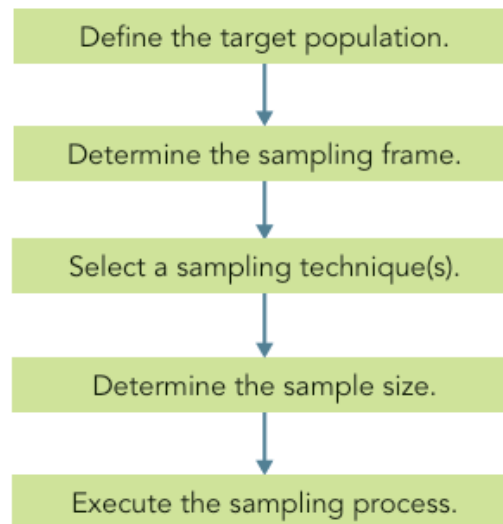 Define the target population.
Determine the sampling frame.
Select a sampling technique(s).
Determine the sample size.
Execute the sampling process.